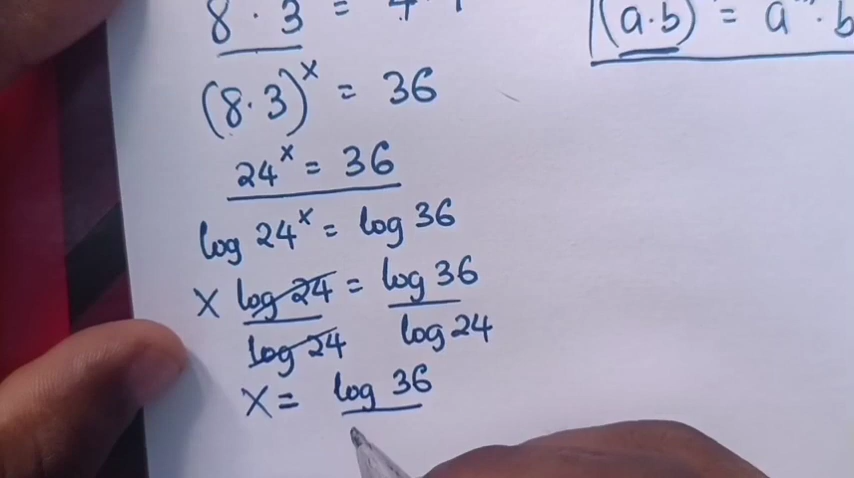 8 · 3 =
(a·b) = a · b
(8·3)^x = 36
24^x = 36
log 24^x = log 36
x log 24 = log 36
log 24 log 24
x = log 36